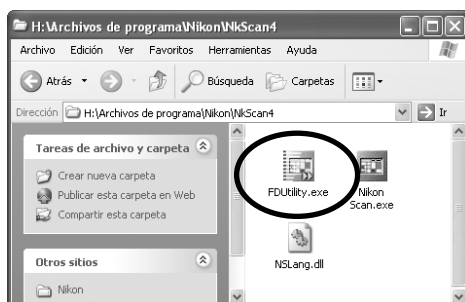 H:\Archivos de programa\Nikon\NkScan4
Archivo Edición Ver Favoritos Herramientas Ayuda
Atrás Búsqueda Carpetas
Dirección H:\Archivos de programa\Nikon\NkScan4 Ir
Tareas de archivo y carpeta
Crear nueva carpeta
Publicar esta carpeta en Web
Compartir esta carpeta
Otros sitios
Nikon
FDUtility.exe
Nikon
Scan.exe
NSLang.dll